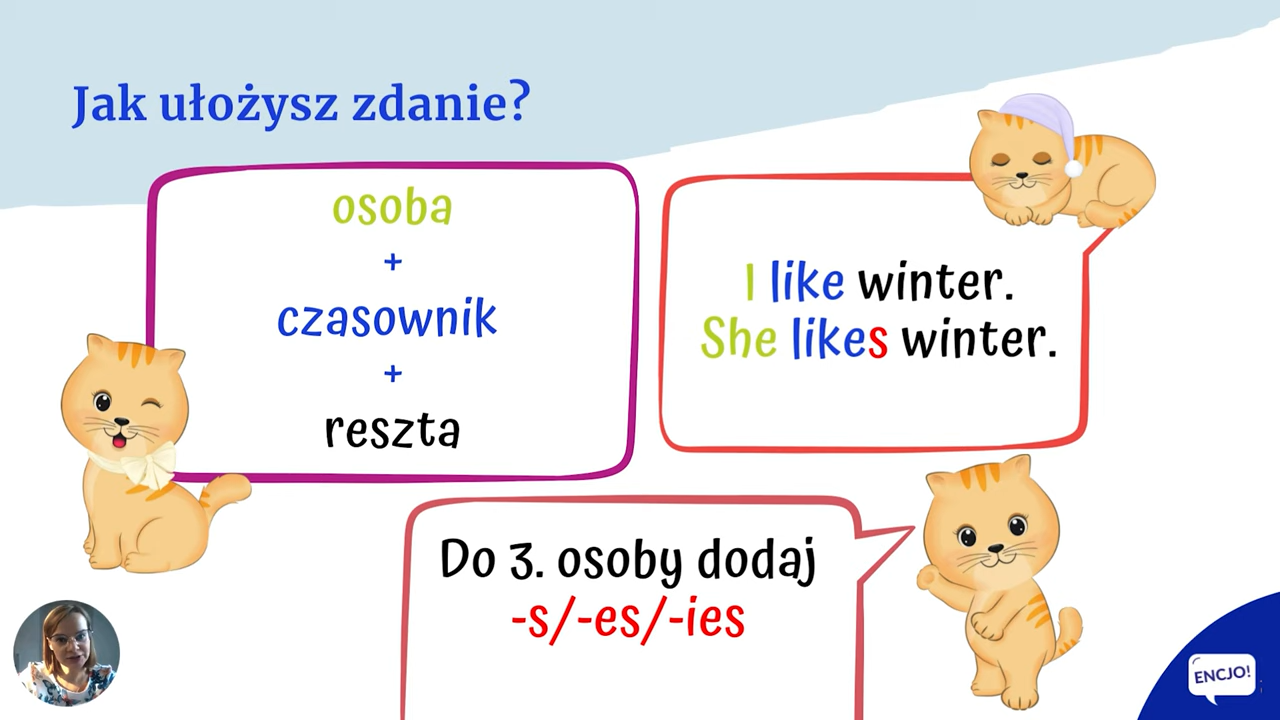 Jak ułożysz zdanie?
osoba
+
czasownik
+
reszta
I like winter.
She likes winter.
Do 3. osoby dodaj
-s/-es/-ies
ENCJO!